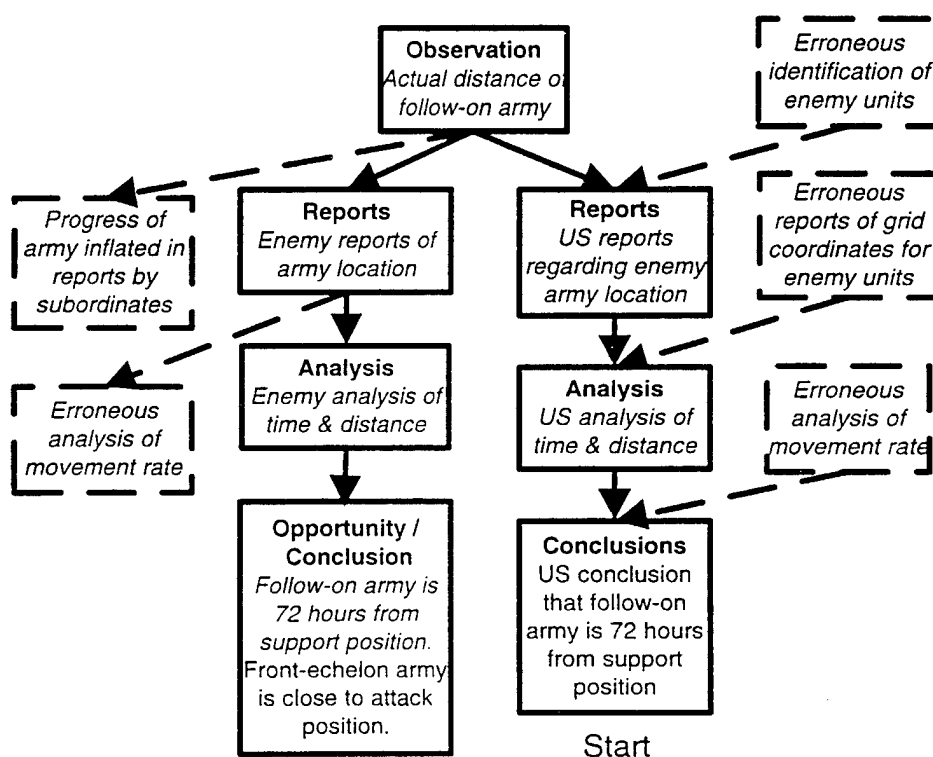 Observation
Actual distance of
follow-on army
Erroneous
identification of
enemy units
Progress of
army inflated in
reports by
subordinates
Reports
Enemy reports of
army location
Reports
US reports
regarding enemy
army location
Erroneous
reports of grid
coordinates for
enemy units
Erroneous
analysis of
movement rate
Analysis
Enemy analysis of
time & distance
Analysis
US analysis of
time & distance
Erroneous
analysis of
movement rate
Opportunity /
Conclusion
Follow-on army is
72 hours from
support position.
Front-echelon army
is close to attack
position.
Conclusions
US conclusion
that follow-on
army is 72 hours
from support
position
Start